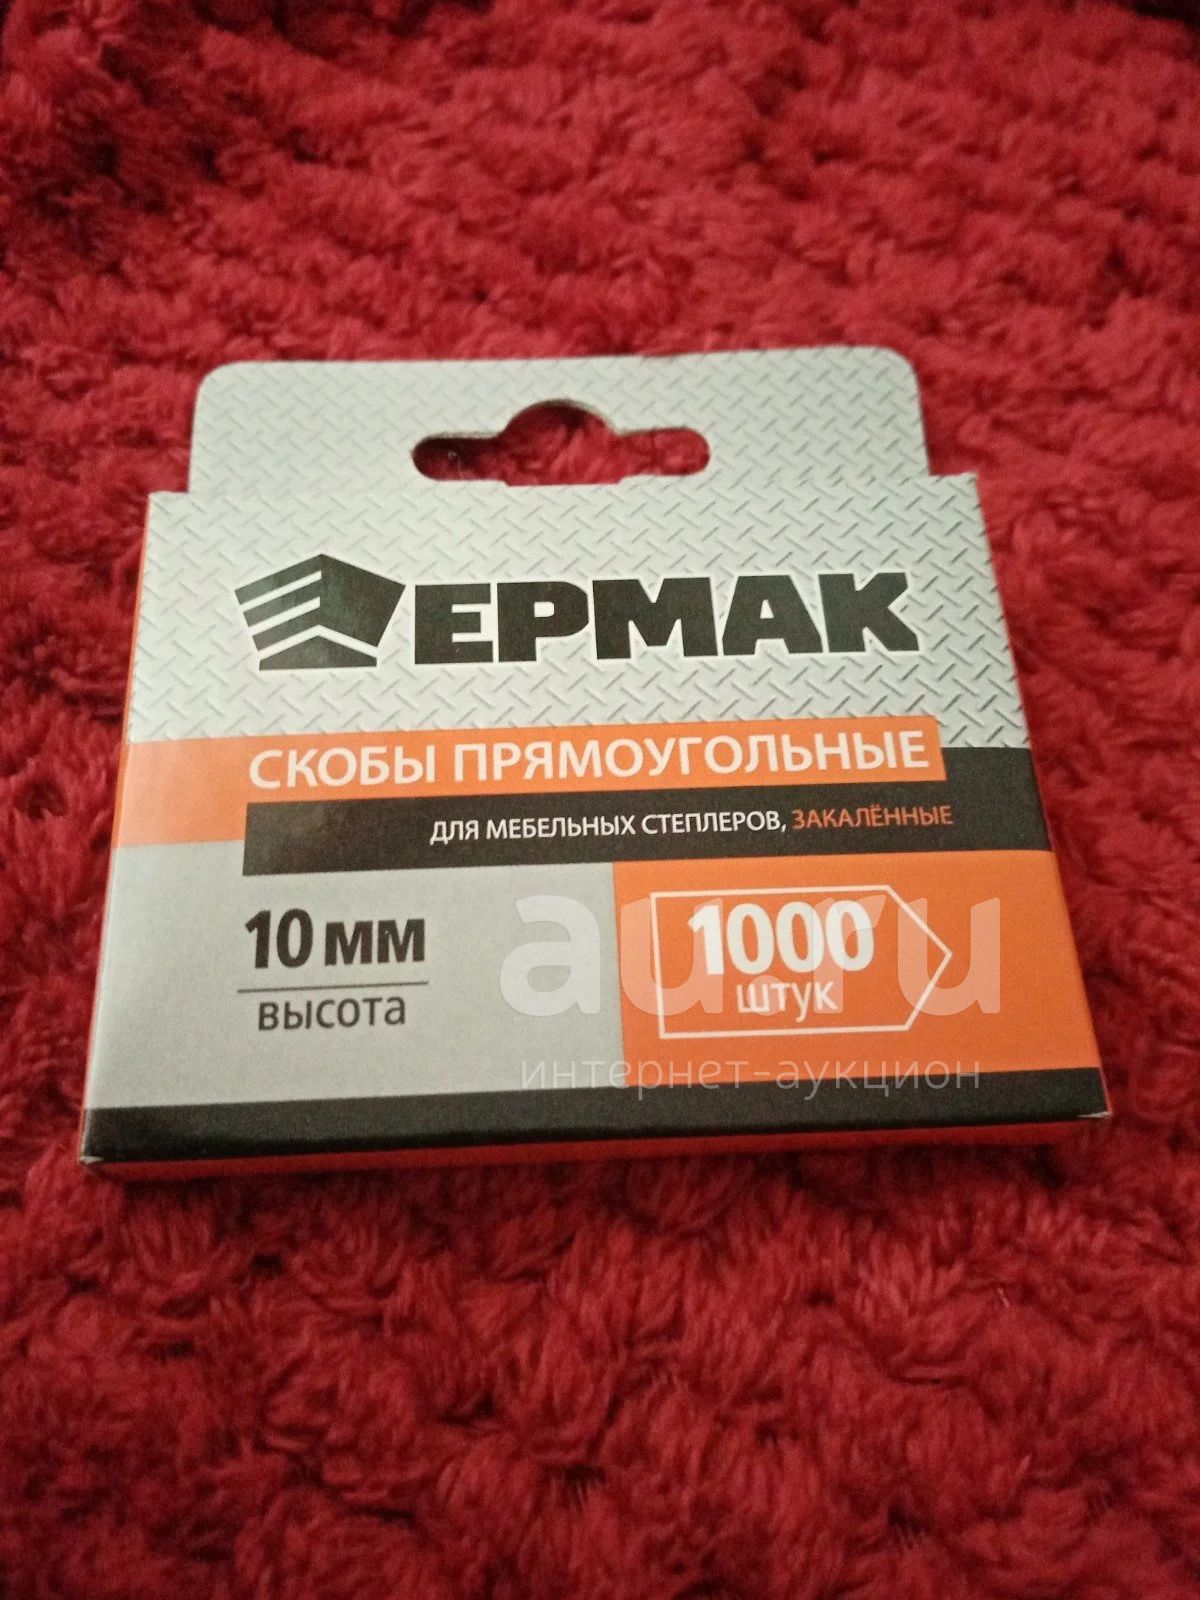 ЕРМАК
СКОБЫ ПРЯМОУГОЛЬНЫЕ
ДЛЯ МЕБЕЛЬНЫХ СТЕПЛЕРОВ, ЗАКАЛЁННЫЕ
10 мм
высота
1000
штук
au.ru
интернет-аукцион